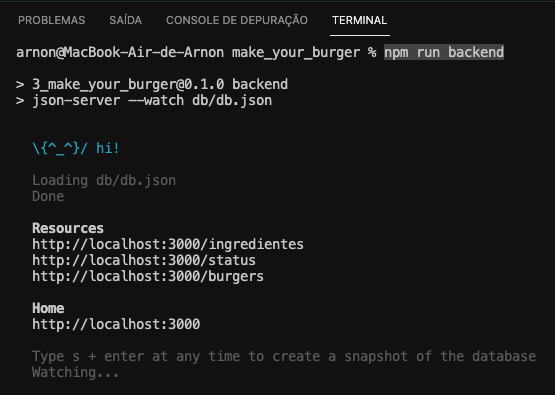 PROBLEMAS SAÍDA CONSOLE DE DEPURAÇÃO TERMINAL
arnon@MacBook-Air-de-Arnon make_your_burger % npm run backend
> 3_make_your_burger@0.1.0 backend
> json-server --watch db/db.json
\{^_^}/ hi!
Loading db/db.json
Done
Resources
http://localhost:3000/ingredientes
http://localhost:3000/status
http://localhost:3000/burgers
Home
http://localhost:3000
Type s + enter at any time to create a snapshot of the database
Watching...